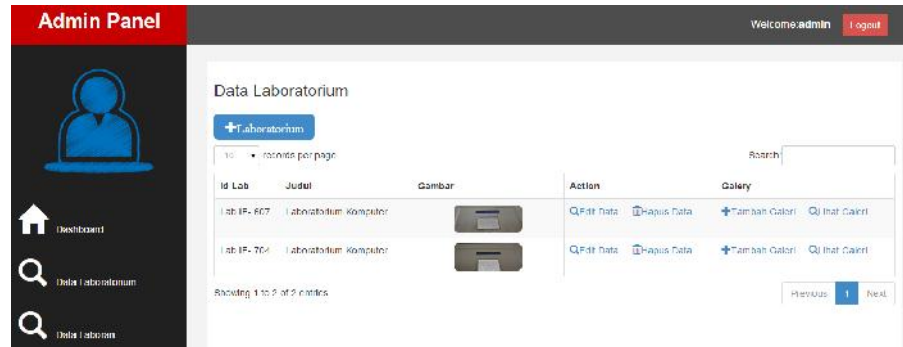 Admin Panel
Welcome:admin
Logout
Data Laboratorium
+Laboratorium
10 records per page
Search:
Id Lab Judul Gambar Action Galery
Lab IF- 607 Laboratorium Komputer Edit Data Hapus Data Tambah Galeri Lihat Galeri
Lab IF- 704 Laboratorium Komputer Edit Data Hapus Data Tambah Galeri Lihat Galeri
Showing 1 to 2 of 2 entries
Previous 1 Next
Dashboard
Data Laboratorium
Data Laboran